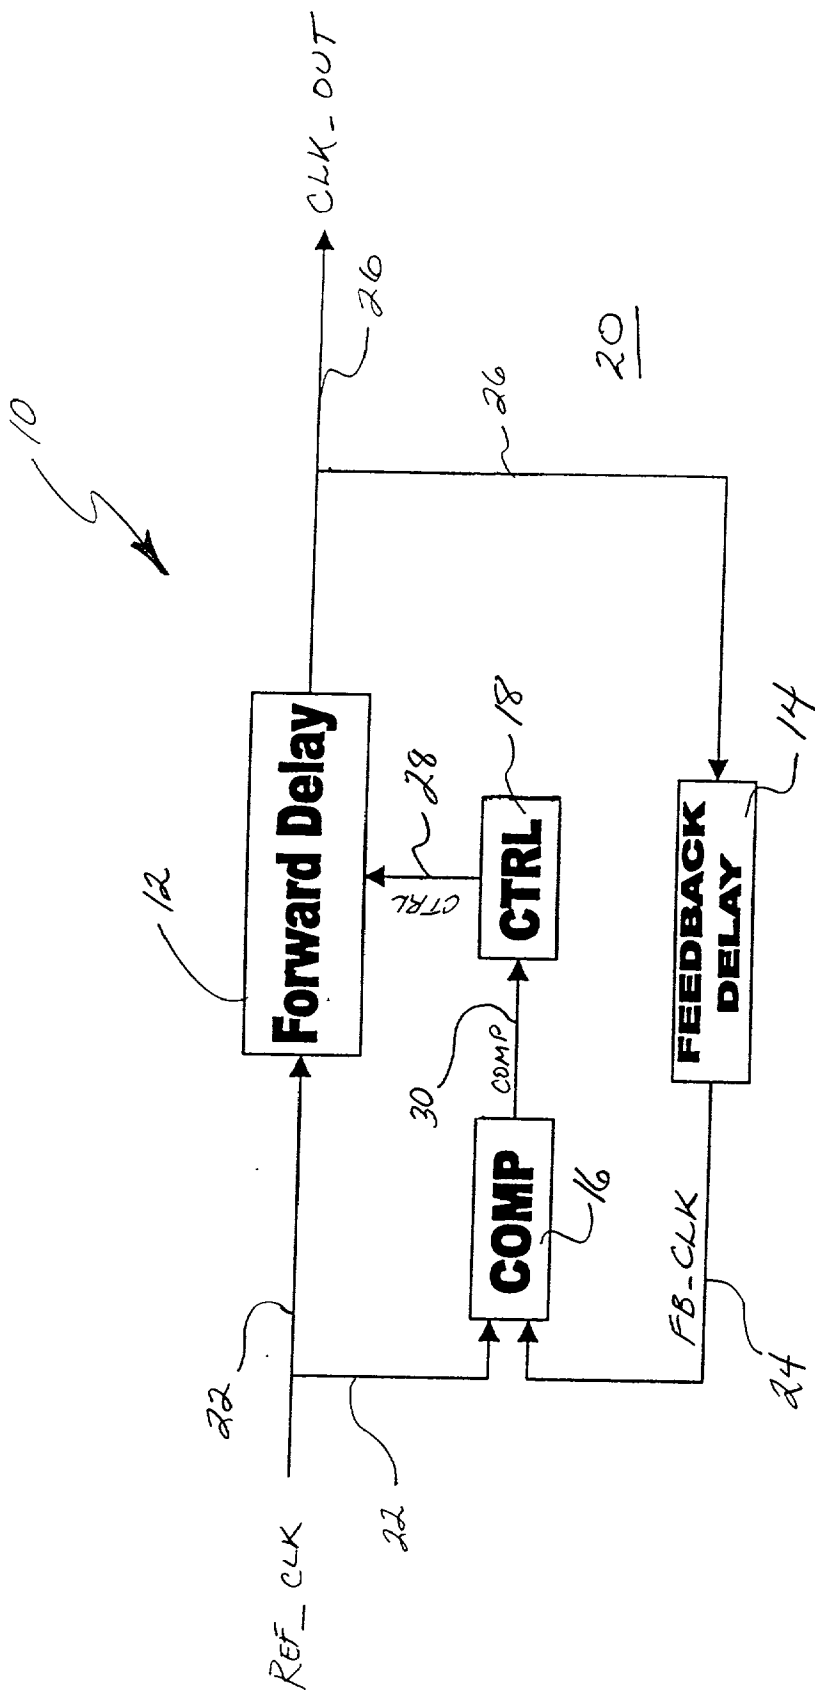 10
12
Forward Delay
22
REF_CLK
22
26
CLK_OUT
28
CTRL
CTRL
18
30
COMP
COMP
16
26
20
FEEDBACK
DELAY
14
FB_CLK
24